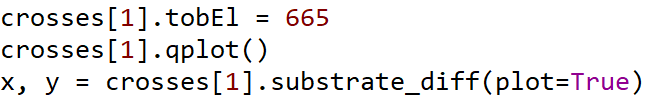 crosses[1].tobEl = 665
crosses[1].qplot()
x, y = crosses[1].substrate_diff(plot=True)